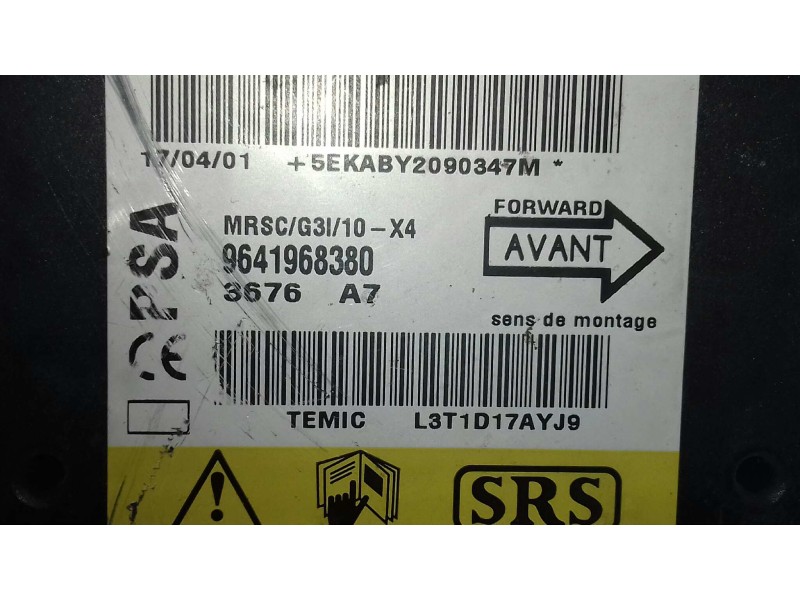 17/04/01 +5EKABY2090347M *
PSA
MRSC/G3I/10-X4
9641968380
3676 A7
FORWARD
AVANT
sens de montage
CE
TEMIC L3T1D17AYJ9
!
SRS